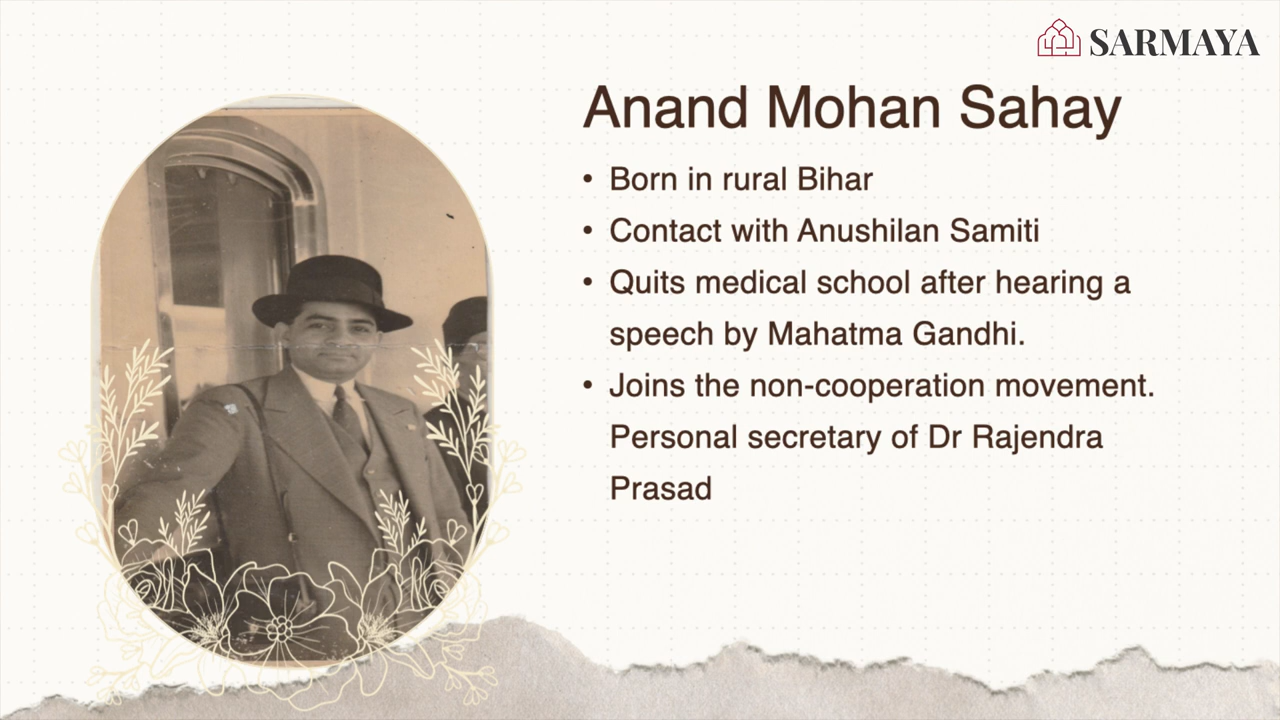 SARMAYA
Anand Mohan Sahay
• Born in rural Bihar
• Contact with Anushilan Samiti
• Quits medical school after hearing a
speech by Mahatma Gandhi.
• Joins the non-cooperation movement.
Personal secretary of Dr Rajendra
Prasad